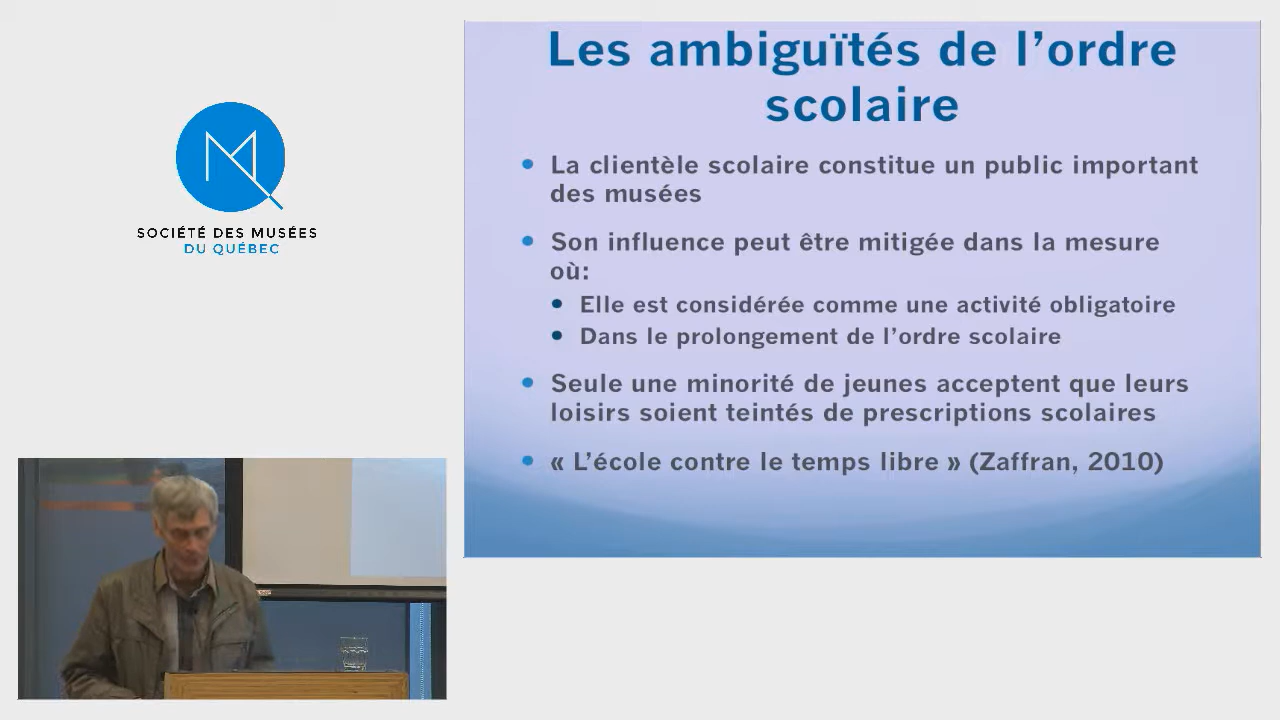 SOCIÉTÉ DES MUSÉES
DU QUÉBEC
Les ambiguïtés de l’ordre
scolaire
• La clientèle scolaire constitue un public important
des musées
• Son influence peut être mitigée dans la mesure
où:
• Elle est considérée comme une activité obligatoire
• Dans le prolongement de l’ordre scolaire
• Seule une minorité de jeunes acceptent que leurs
loisirs soient teintés de prescriptions scolaires
• « L’école contre le temps libre » (Zaffran, 2010)